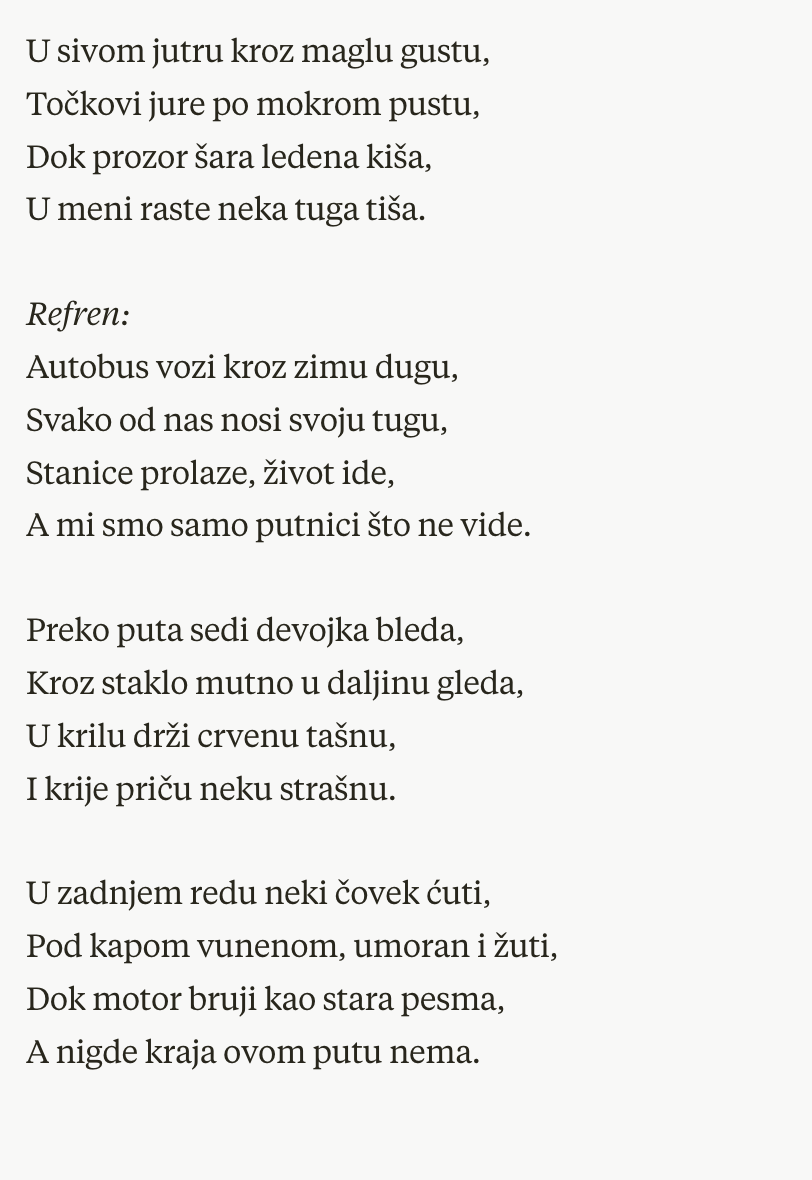 U sivom jutru kroz maglu gustu,
Točkovi jure po mokrom pustu,
Dok prozor šara ledena kiša,
U meni raste neka tuga tiša.
Refren:
Autobus vozi kroz zimu dugu,
Svako od nas nosi svoju tugu,
Stanice prolaze, život ide,
A mi smo samo putnici što ne vide.
Preko puta sedi devojka bleda,
Kroz staklo mutno u daljinu gleda,
U krilu drži crvenu tašnu,
I krije priču neku strašnu.
U zadnjem redu neki čovek ćuti,
Pod kapom vunenom, umoran i žuti,
Dok motor bruji kao stara pesma,
A nigde kraja ovom putu nema.